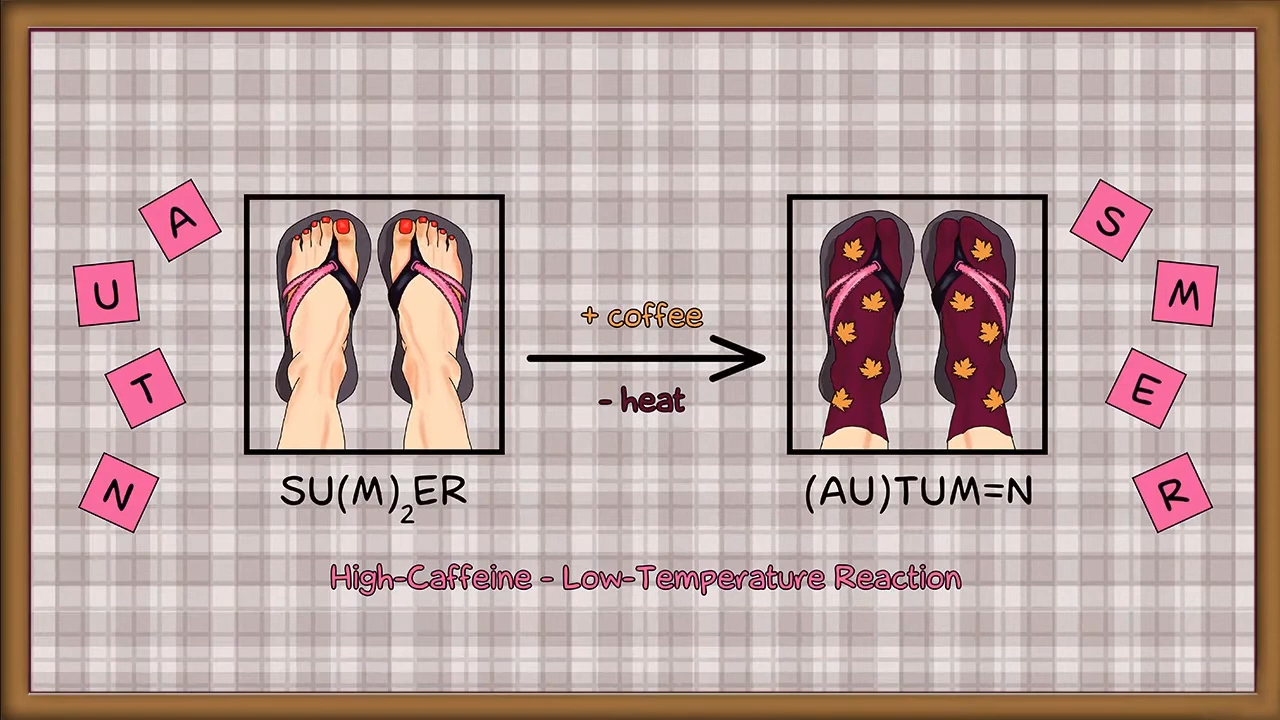 A
U
T
N
SU(M)₂ER
+ coffee
- heat
(AU)TUM=N
S
M
E
R
High-Caffeine - Low-Temperature Reaction